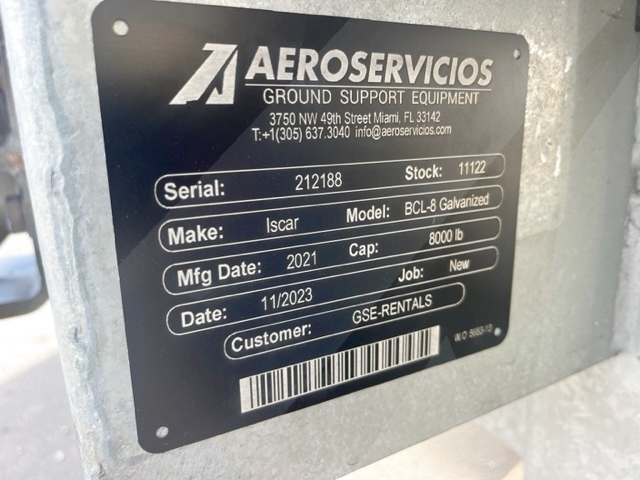 AEROSERVICIOS
GROUND SUPPORT EQUIPMENT
3750 NW 49th Street Miami, FL 33142
T:+1(305) 637.3040 info@aeroservicios.com
Serial: 212188 Stock: 11122
Make: Iscar Model: BCL-8 Galvanized
Mfg Date: 2021 Cap: 8000 lb
Date: 11/2023 Job: New
Customer: GSE-RENTALS
W.O 5693-13